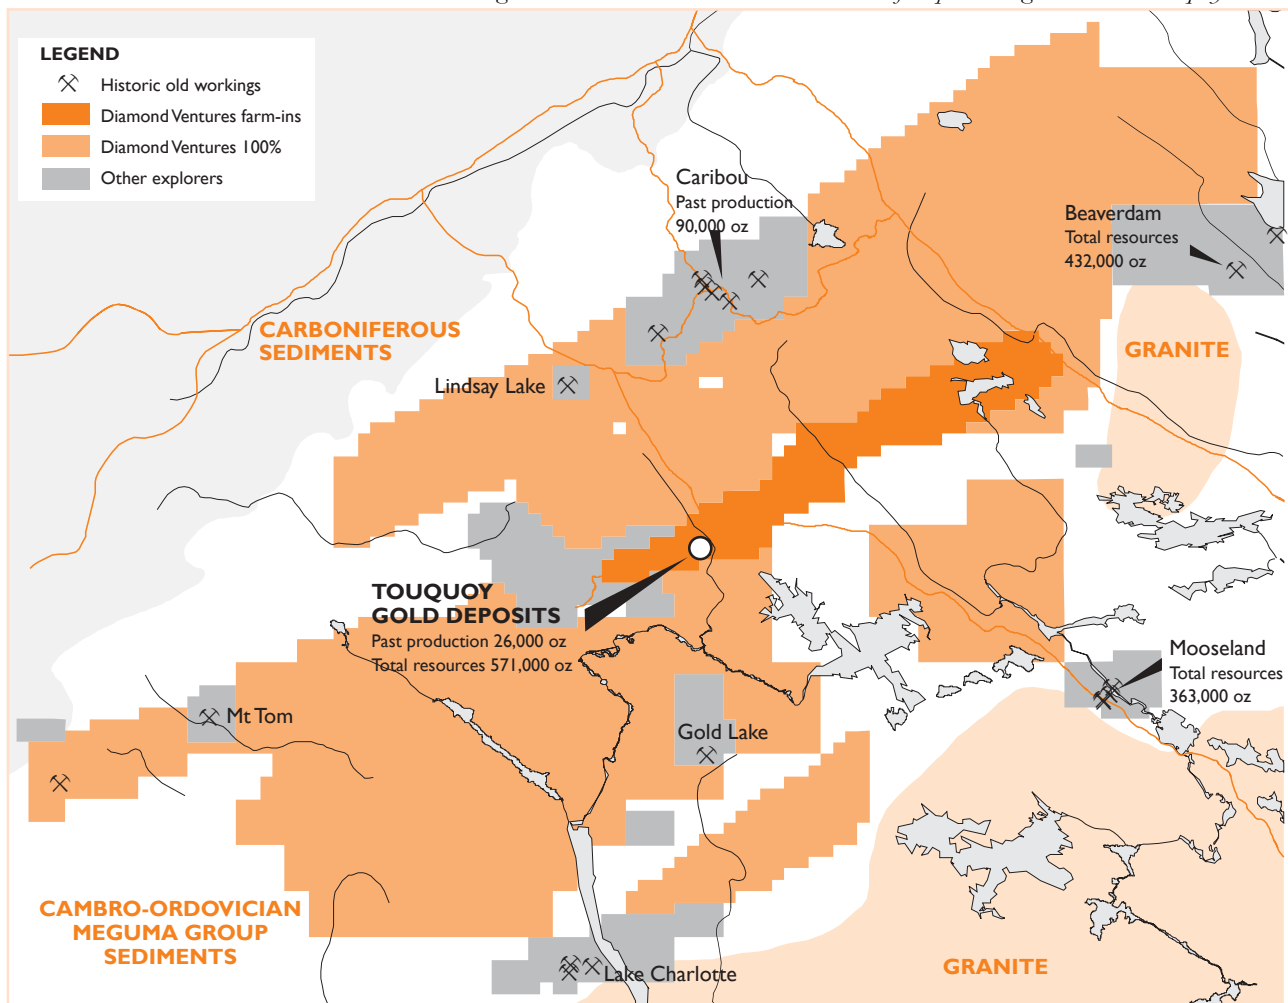 LEGEND
Historic old workings
Diamond Ventures farm-ins
Diamond Ventures 100%
Other explorers
Caribou
Past production
90,000 oz
Beaverdam
Total resources
432,000 oz
CARBONIFEROUS
SEDIMENTS
GRANITE
Lindsay Lake
TOUQUOY
GOLD DEPOSITS
Past production 26,000 oz
Total resources 571,000 oz
Mooseland
Total resources
363,000 oz
Mt Tom
Gold Lake
CAMBRO-ORDOVICIAN
MEGUMA GROUP
SEDIMENTS
Lake Charlotte
GRANITE